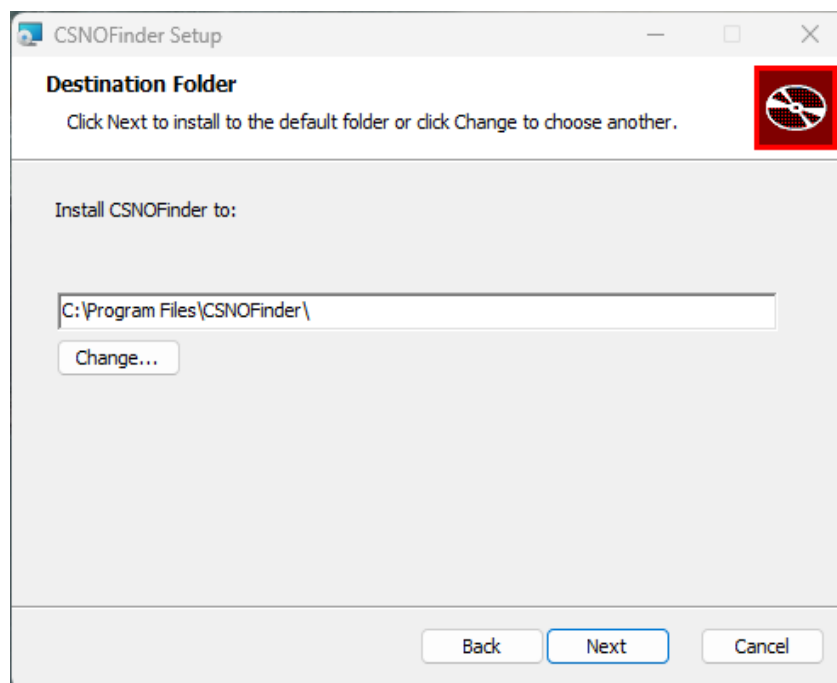 CSNOFinder Setup
Destination Folder
Click Next to install to the default folder or click Change to choose another.
Install CSNOFinder to:
C:\Program Files\CSNOFinder\
Change...
Back Next Cancel